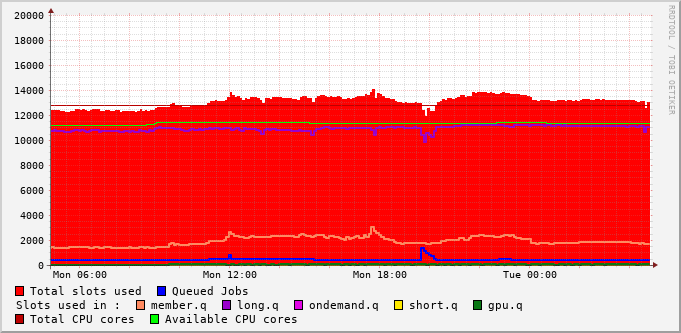 20000
18000
16000
14000
12000
10000
8000
6000
4000
2000
0
Mon 06:00 Mon 12:00 Mon 18:00 Tue 00:00
RRDTOOL / TOBI OETIKER
Total slots used Queued Jobs
Slots used in : member.q long.q ondemand.q short.q gpu.q
Total CPU cores Available CPU cores